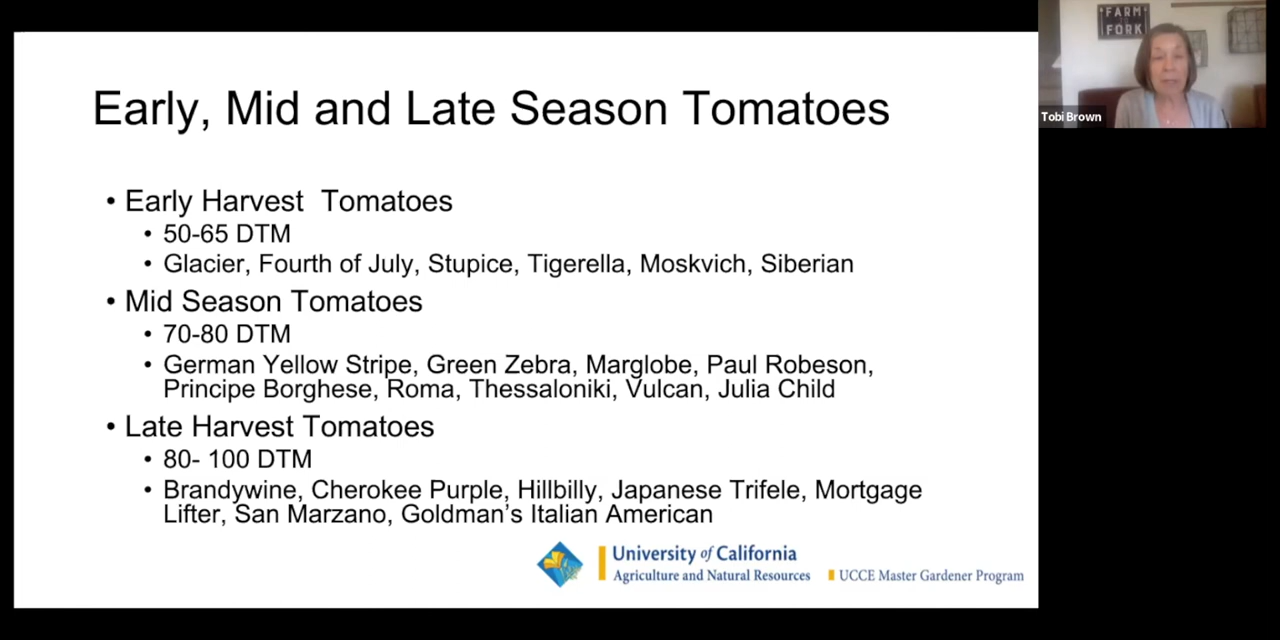 Early, Mid and Late Season Tomatoes
• Early Harvest  Tomatoes
• 50-65 DTM
• Glacier, Fourth of July, Stupice, Tigerella, Moskvich, Siberian
• Mid Season Tomatoes
• 70-80 DTM
• German Yellow Stripe, Green Zebra, Marglobe, Paul Robeson,
Principe Borghese, Roma, Thessaloniki, Vulcan, Julia Child
• Late Harvest Tomatoes
• 80- 100 DTM
• Brandywine, Cherokee Purple, Hillbilly, Japanese Trifele, Mortgage
Lifter, San Marzano, Goldman’s Italian American
University of California
Agriculture and Natural Resources
UCCE Master Gardener Program
FARM
FORK
Tobi Brown